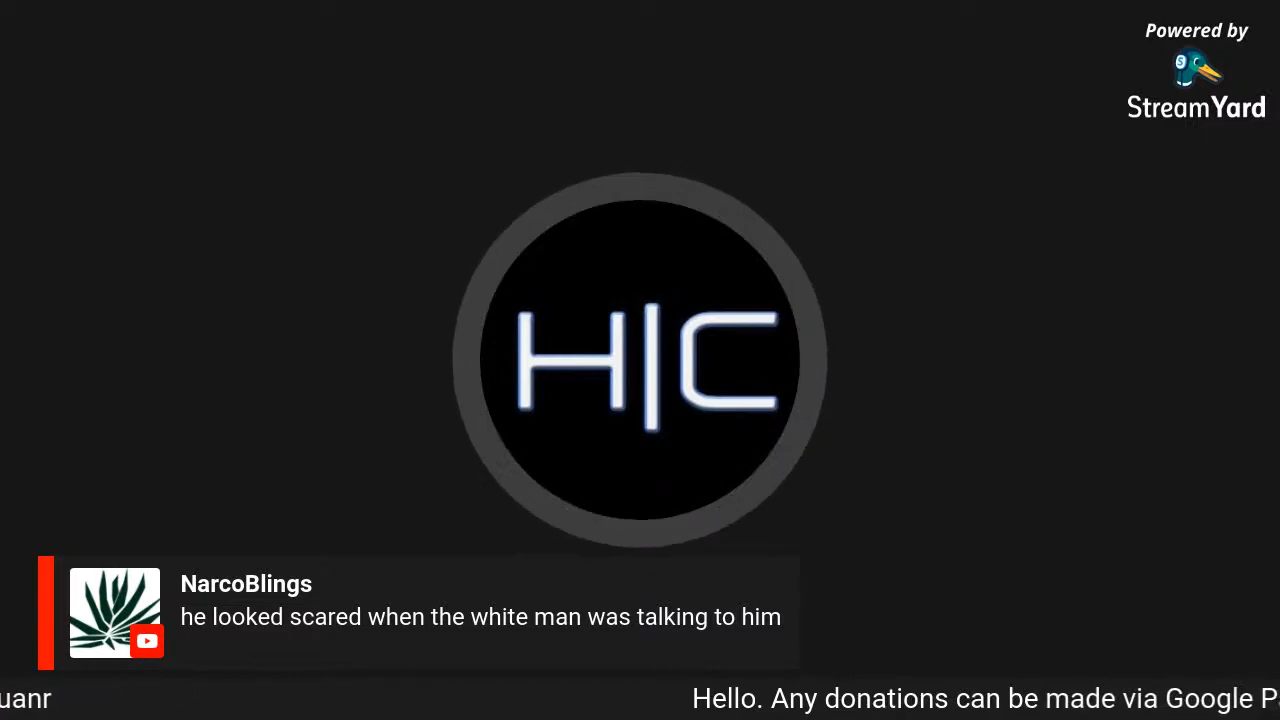 Powered by
StreamYard
H|C
NarcoBlings
he looked scared when the white man was talking to him
uanr Hello. Any donations can be made via Google P